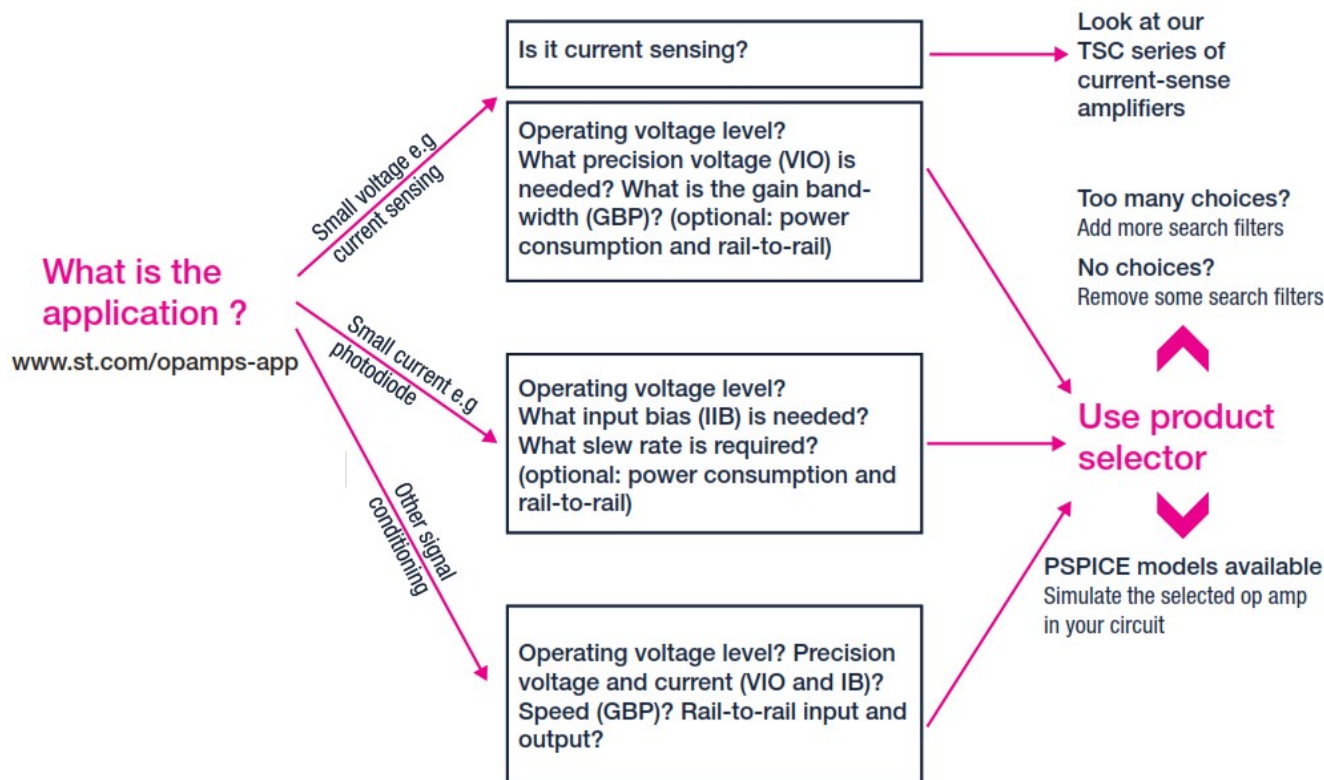 Is it current sensing?
Look at our
TSC series of
current-sense
amplifiers
Small voltage e.g
current sensing
Operating voltage level?
What precision voltage (VIO) is
needed? What is the gain band-
width (GBP)? (optional: power
consumption and rail-to-rail)
Too many choices?
Add more search filters
No choices?
Remove some search filters
What is the
application ?
www.st.com/opamps-app
Small current e.g
photodiode
Operating voltage level?
What input bias (IIB) is needed?
What slew rate is required?
(optional: power consumption and
rail-to-rail)
Use product
selector
Other signal
conditioning
PSPICE models available
Simulate the selected op amp
in your circuit
Operating voltage level? Precision
voltage and current (VIO and IB)?
Speed (GBP)? Rail-to-rail input and
output?